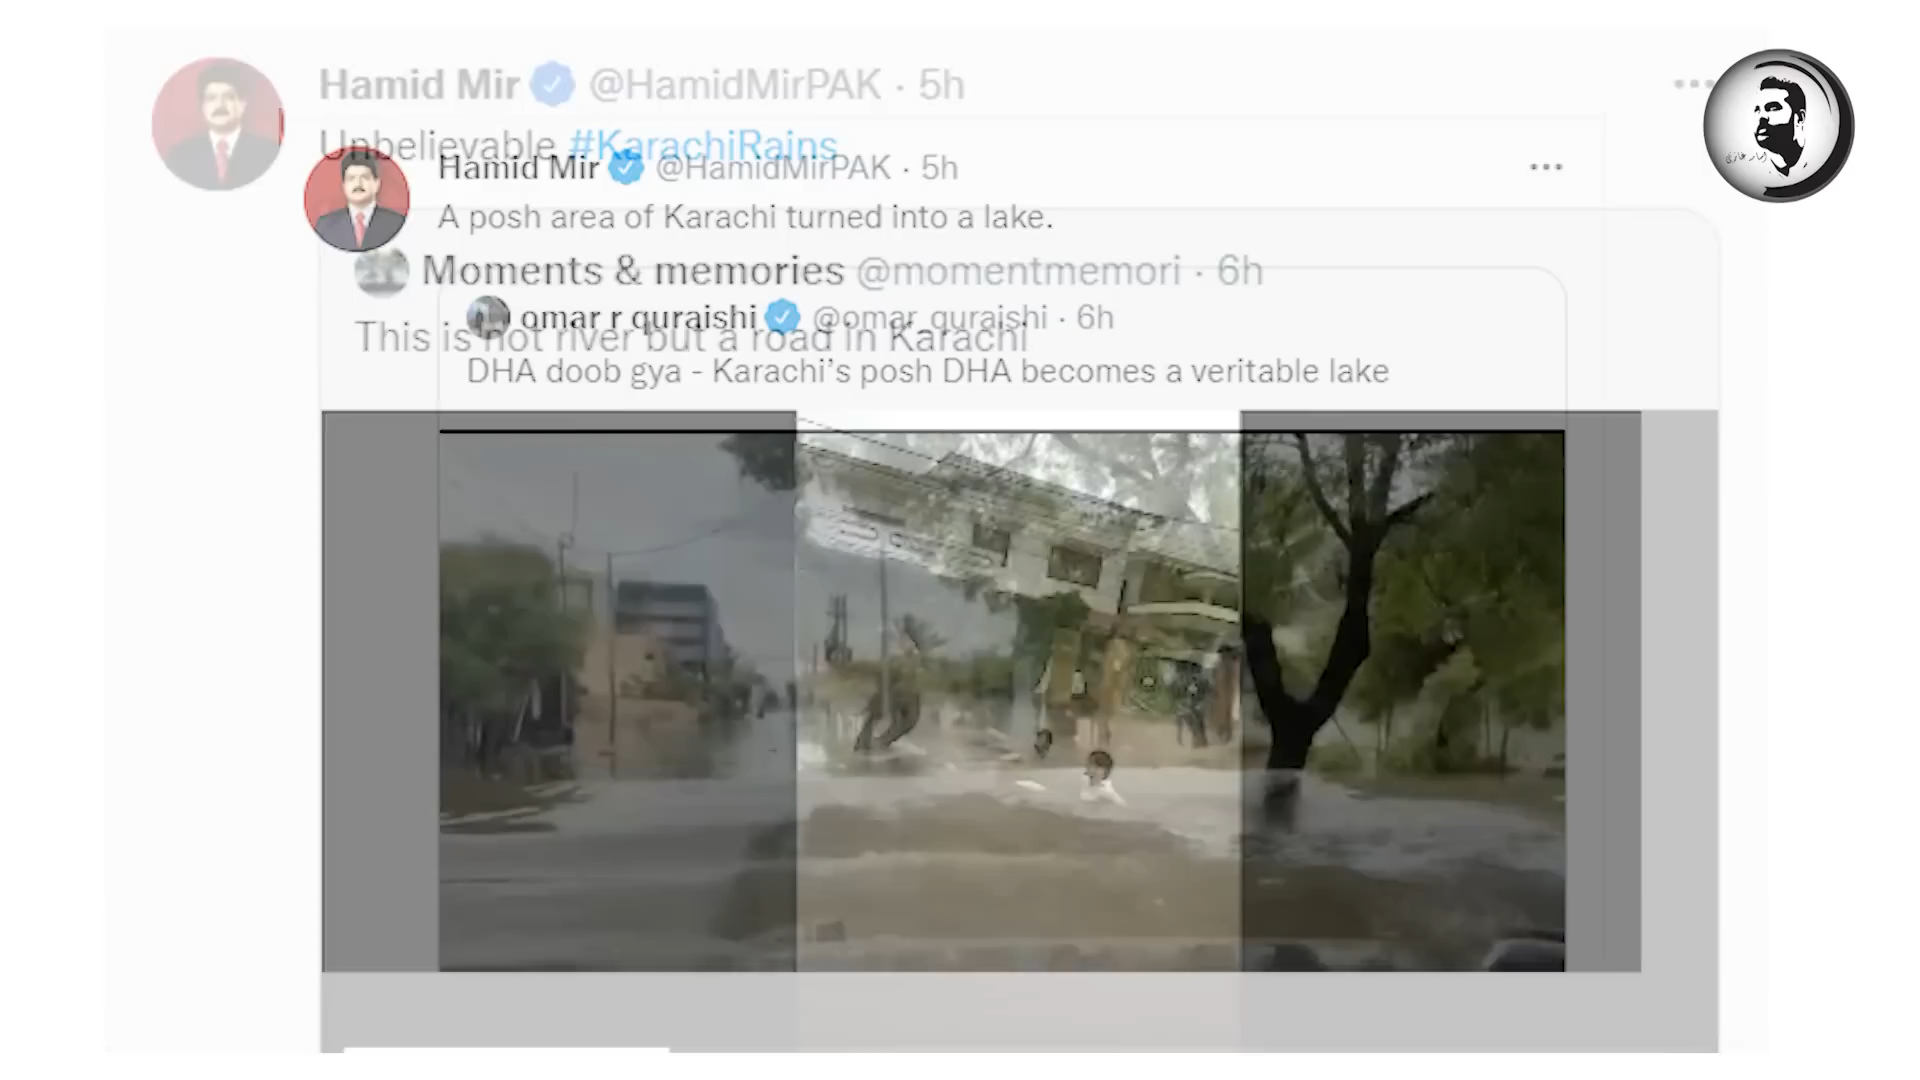 Hamid Mir @HamidMirPAK · 5h
Unbelievable #KarachiRains
Hamid Mir @HamidMirPAK · 5h
A posh area of Karachi turned into a lake.
Moments & memories @momentmemori · 6h
omar r quraishi @omar_quraishi · 6h
This is not river but a road in Karachi
DHA doob gya - Karachi's posh DHA becomes a veritable lake